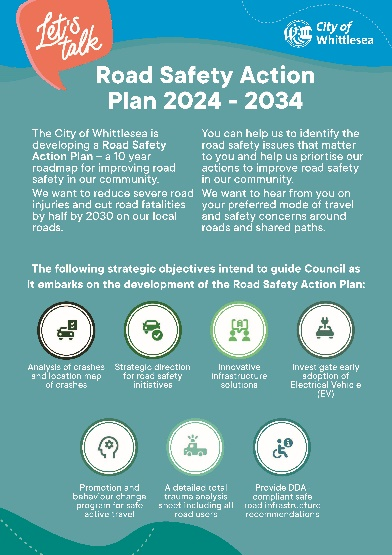 Let's
talk
City of
Whittlesea
Road Safety Action
Plan 2024 - 2034
The City of Whittlesea is
developing a Road Safety
Action Plan – a 10 year
roadmap for improving road
safety in our community.
We want to reduce severe road
injuries and cut road fatalities
by half by 2030 on our local
roads.
You can help us to identify the
road safety issues that matter
to you and help us prioritise our
actions to improve road safety
in our community.
We want to hear from you on
your preferred mode of travel
and safety concerns around
roads and shared paths.
The following strategic objectives intend to guide Council as
it embarks on the development of the Road Safety Action Plan:
Analysis of crashes
and location map
of crashes
Strategic direction
for road safety
initiatives
Innovative
infrastructure
solutions
Investigate early
adoption of
Electrical Vehicle
(EV)
Promotion and
behaviour change
program for safe
active travel
A detailed total
trauma analysis
sheet including all
road users
Provide DDA
compliant safe
road infrastructure
recommendations